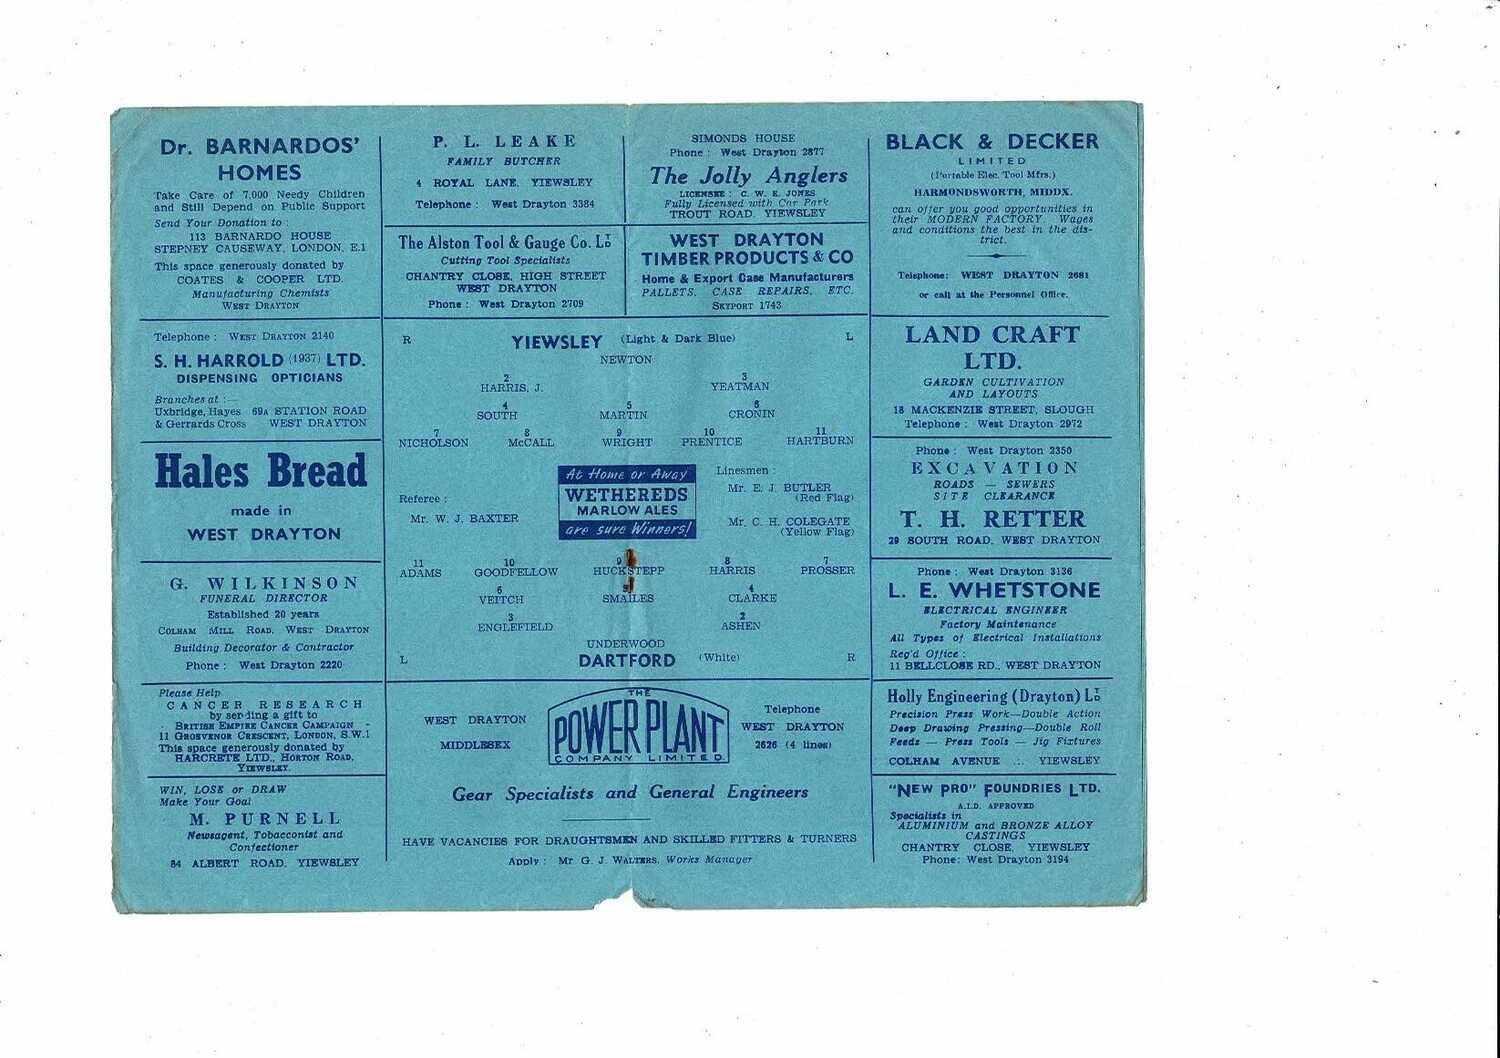 Dr. BARNARDOS'
HOMES
Take Care of 7,000 Needy Children
and Still Depend on Public Support
Send Your Donation to :
113 BARNARDO HOUSE
STEPNEY CAUSEWAY, LONDON, E.1
This space generously donated by
COATES & COOPER LTD.
Manufacturing Chemists
WEST DRAYTON
P. L. LEAKE
FAMILY BUTCHER
4 ROYAL LANE, YIEWSLEY
Telephone : West Drayton 3384
SIMONDS HOUSE
Phone : West Drayton 2877
The Jolly Anglers
LICENSEE : C. W. E. JONES
Fully Licensed with Car Park
TROUT ROAD, YIEWSLEY
BLACK & DECKER
LIMITED
(Portable Elec. Tool Mfrs.)
HARMONDSWORTH, MIDDX.
can offer you good opportunities in
their MODERN FACTORY. Wages
and conditions the best in the dis-
trict.
Telephone: WEST DRAYTON 2681
or call at the Personnel Office.
The Alston Tool & Gauge Co. LTD
Cutting Tool Specialists
CHANTRY CLOSE, HIGH STREET
WEST DRAYTON
Phone : West Drayton 2709
WEST DRAYTON
TIMBER PRODUCTS & CO
Home & Export Case Manufacturers
PALLETS, CASE REPAIRS, ETC.
SKYPORT 1743
Telephone : WEST DRAYTON 2140
S. H. HARROLD (1937) LTD.
DISPENSING OPTICIANS
Branches at :—
Uxbridge, Hayes 69A STATION ROAD
& Gerrards Cross WEST DRAYTON
Hales Bread
made in
WEST DRAYTON
G. WILKINSON
FUNERAL DIRECTOR
Established 20 years
COLHAM MILL ROAD, WEST DRAYTON
Building Decorator & Contractor
Phone : West Drayton 2220
Please Help
CANCER RESEARCH
by sending a gift to
BRITISH EMPIRE CANCER CAMPAIGN -
11 GROSVENOR CRESCENT, LONDON, S.W.1
This space generously donated by
HARCRETE LTD., HORTON ROAD,
YIEWSLEY.
WIN, LOSE or DRAW
Make Your Goal
M. PURNELL
Newsagent, Tobacconist and
Confectioner
84 ALBERT ROAD, YIEWSLEY
R YIEWSLEY (Light & Dark Blue) L
NEWTON
2 3
HARRIS, J. YEATMAN
4 5 6
SOUTH MARTIN CRONIN
7 8 9 10 11
NICHOLSON McCALL WRIGHT PRENTICE HARTBURN
Referee :
Mr. W. J. BAXTER
At Home or Away
WETHEREDS
MARLOW ALES
are sure Winners!
Linesmen :
Mr. E. J. BUTLER
(Red Flag)
Mr. C. H. COLEGATE
(Yellow Flag)
11 10 9 8 7
ADAMS GOODFELLOW HUCKSTEPP HARRIS PROSSER
6 5 4
VEITCH SMAILES CLARKE
3 2
ENGLEFIELD ASHEN
UNDERWOOD
L DARTFORD (White) R
WEST DRAYTON
MIDDLESEX
THE
POWER PLANT
COMPANY LIMITED.
Telephone
WEST DRAYTON
2626 (4 lines)
Gear Specialists and General Engineers
HAVE VACANCIES FOR DRAUGHTSMEN AND SKILLED FITTERS & TURNERS
Apply : Mr G. J. WALTERS, Works Manager
LAND CRAFT
LTD.
GARDEN CULTIVATION
AND LAYOUTS
18 MACKENZIE STREET, SLOUGH
Telephone : West Drayton 2972
Phone : West Drayton 2350
EXCAVATION
ROADS — SEWERS
SITE CLEARANCE
T. H. RETTER
29 SOUTH ROAD, WEST DRAYTON
Phone : West Drayton 3136
L. E. WHETSTONE
ELECTRICAL ENGINEER
Factory Maintenance
All Types of Electrical Installations
Reg'd Office :
11 BELLCLOSE RD., WEST DRAYTON
Holly Engineering (Drayton) LTD
Precision Press Work—Double Action
Deep Drawing Pressing—Double Roll
Feeds — Press Tools — Jig Fixtures
COLHAM AVENUE .:. YIEWSLEY
"NEW PRO" FOUNDRIES LTD.
A.I.D. APPROVED
Specialists in
ALUMINIUM and BRONZE ALLOY
CASTINGS
CHANTRY CLOSE, YIEWSLEY
Phone: West Drayton 3194